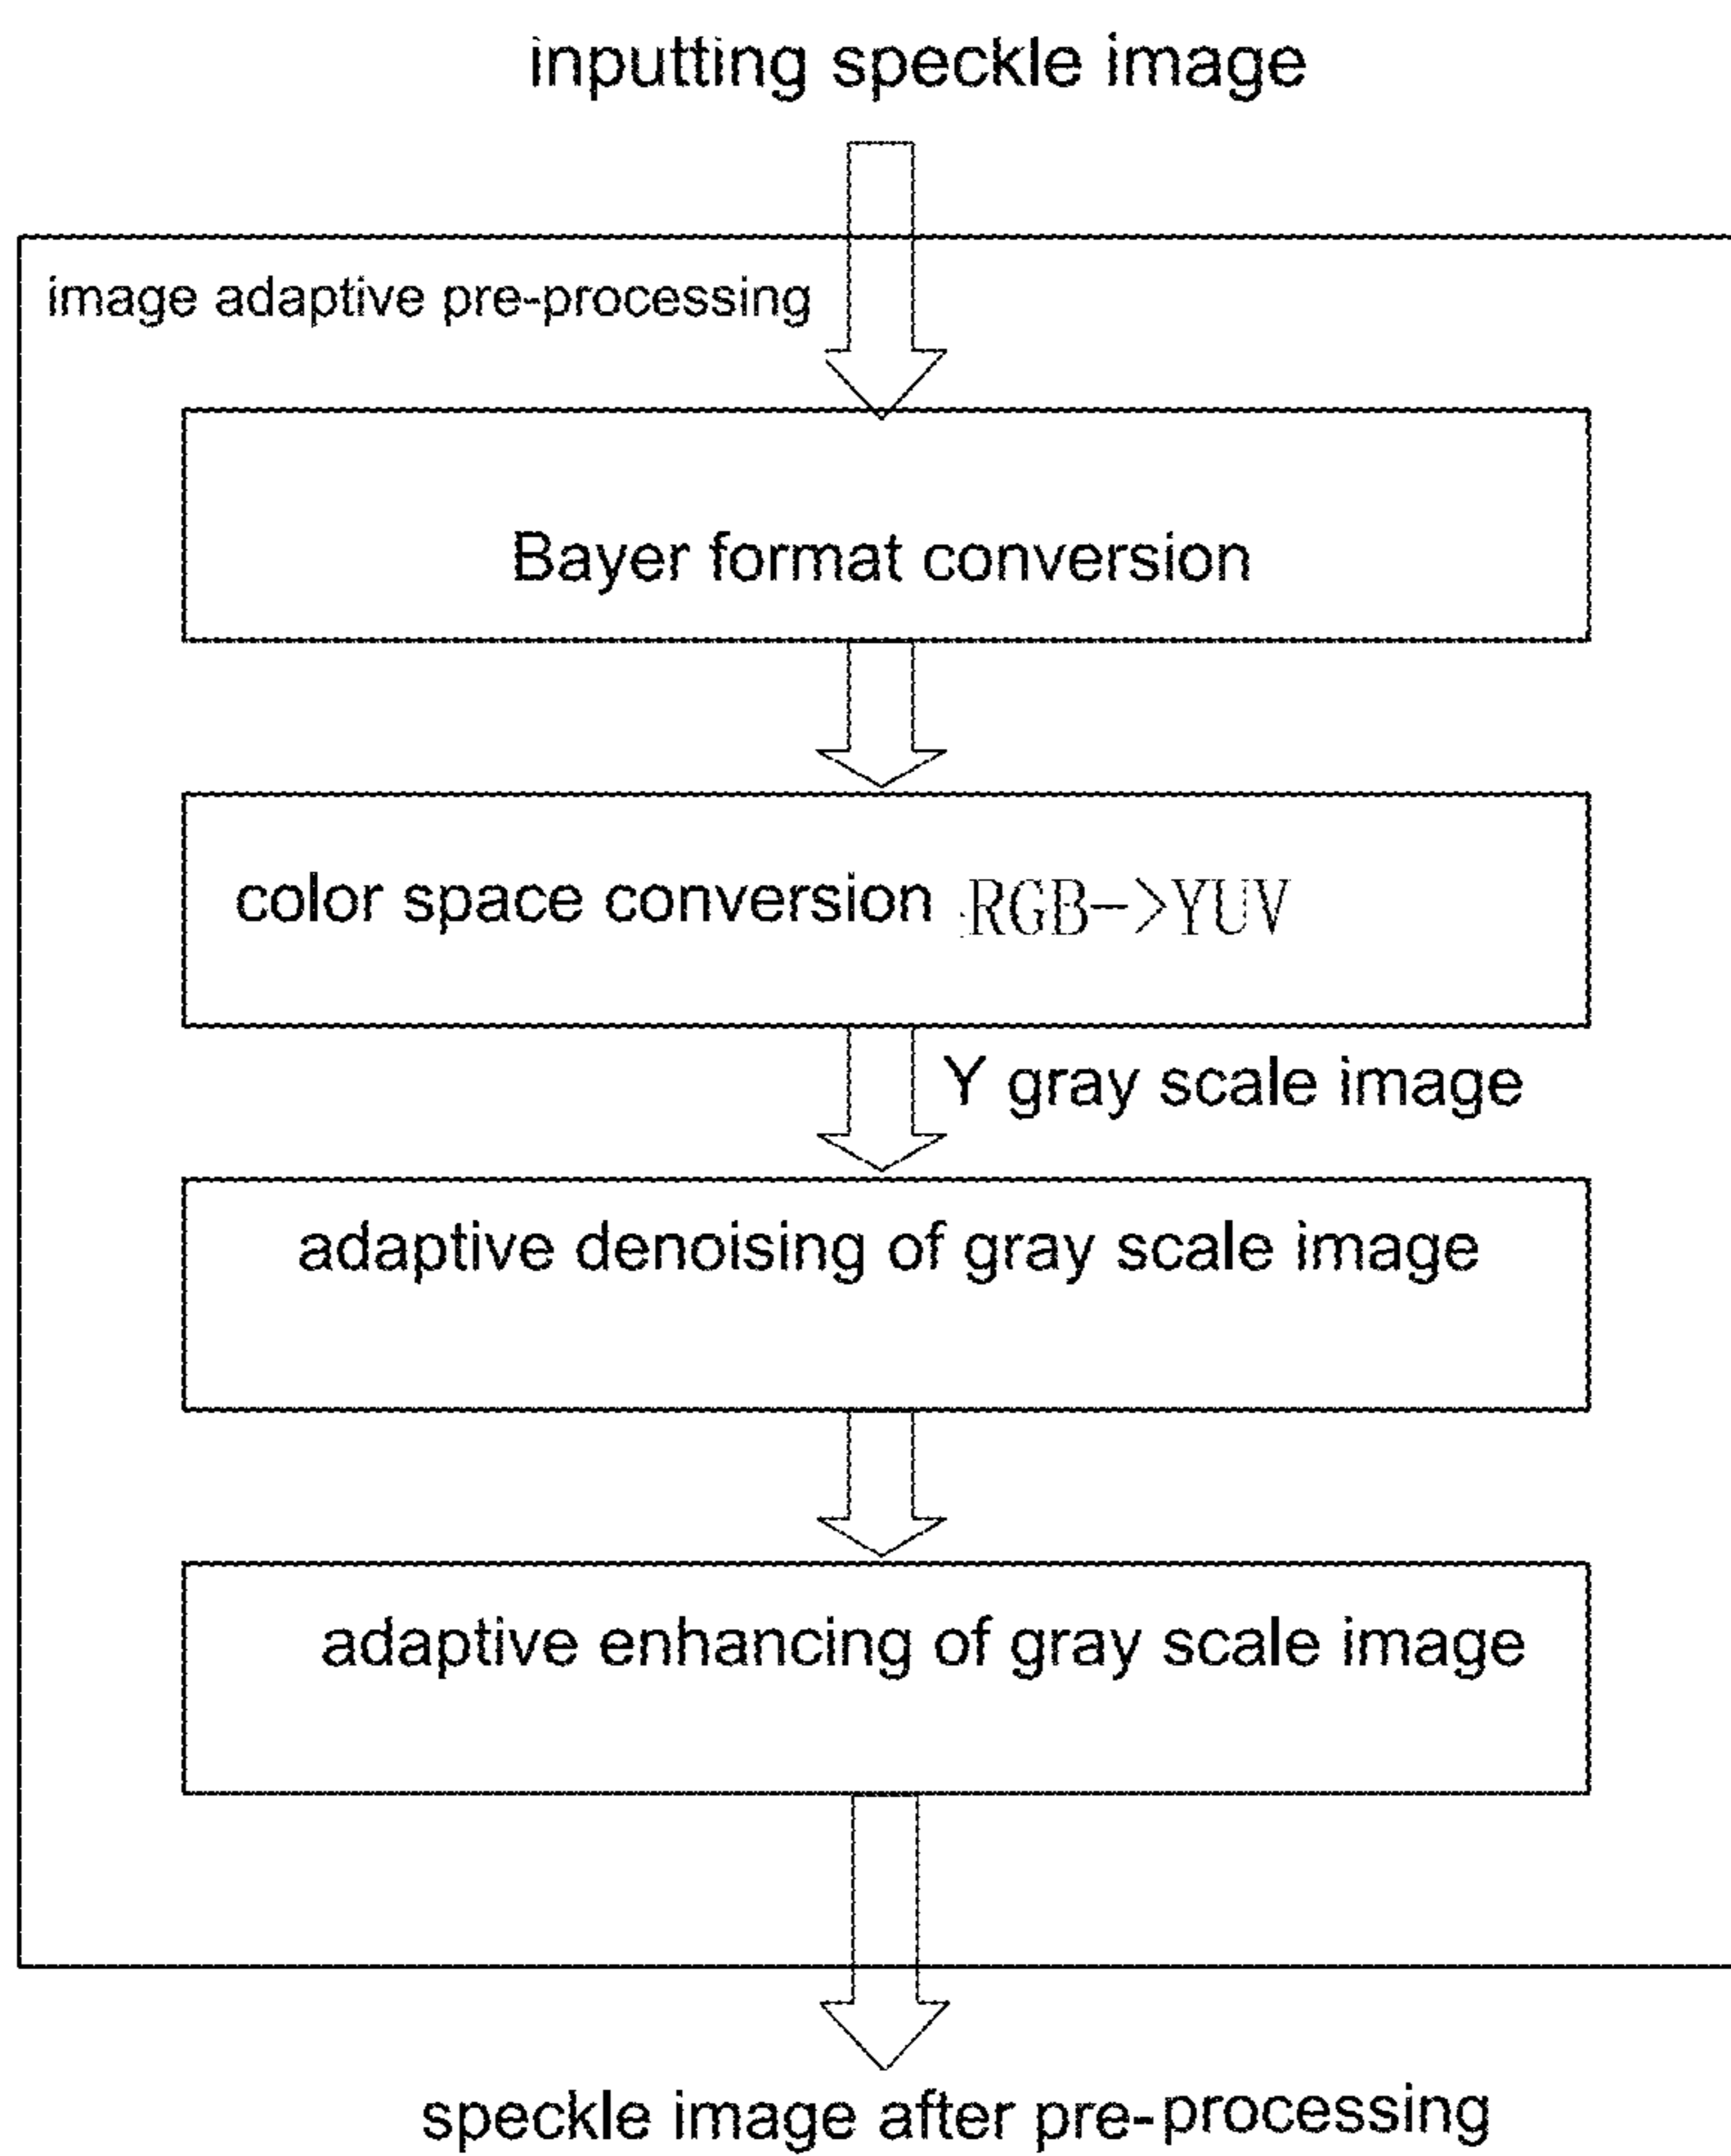 inputting speckle image
image adaptive pre-processing
Bayer format conversion
color space conversion RGB->YUV
Y gray scale image
adaptive denoising of gray scale image
adaptive enhancing of gray scale image
speckle image after pre-processing